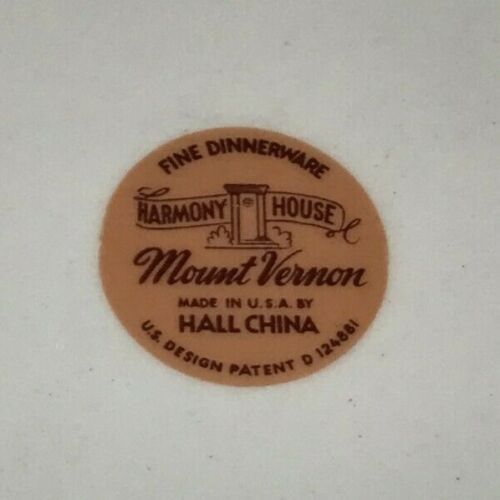 FINE DINNERWARE
HARMONY HOUSE
Mount Vernon
MADE IN U.S.A. BY
HALL CHINA
U.S. DESIGN PATENT D 124881